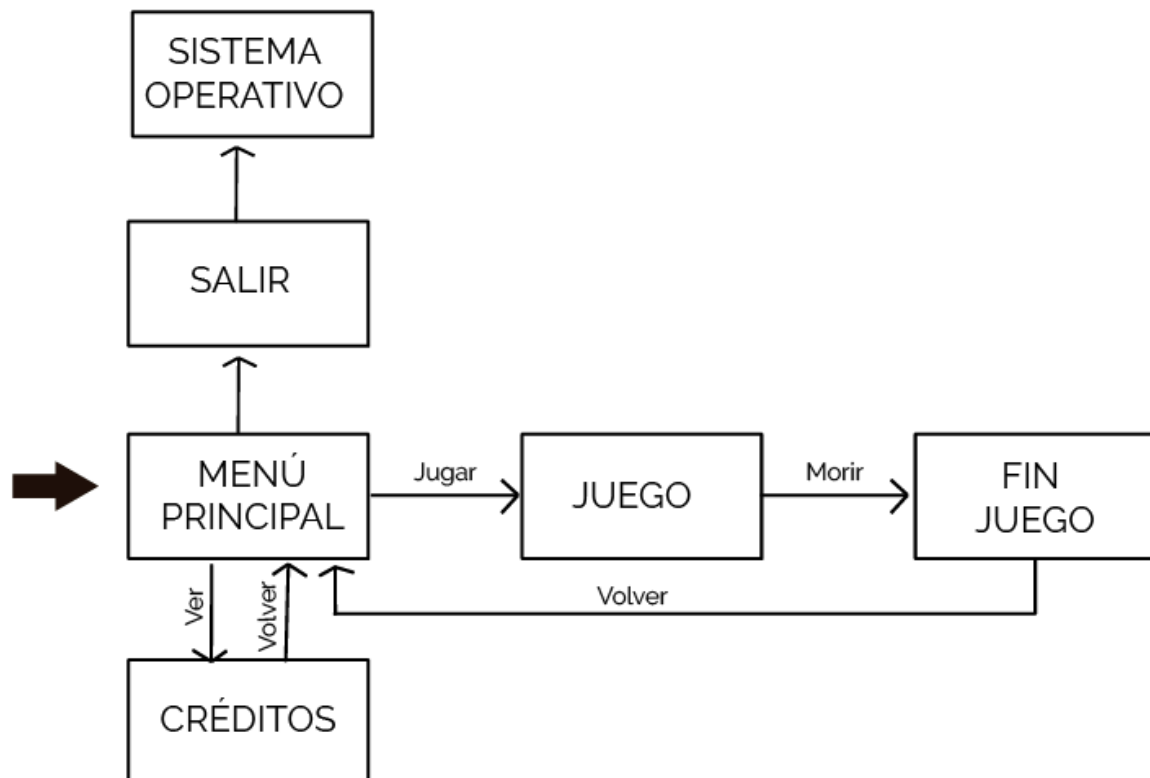 SISTEMA
OPERATIVO
SALIR
MENÚ
PRINCIPAL
Jugar
JUEGO
Morir
FIN
JUEGO
Ver
Volver
Volver
CRÉDITOS